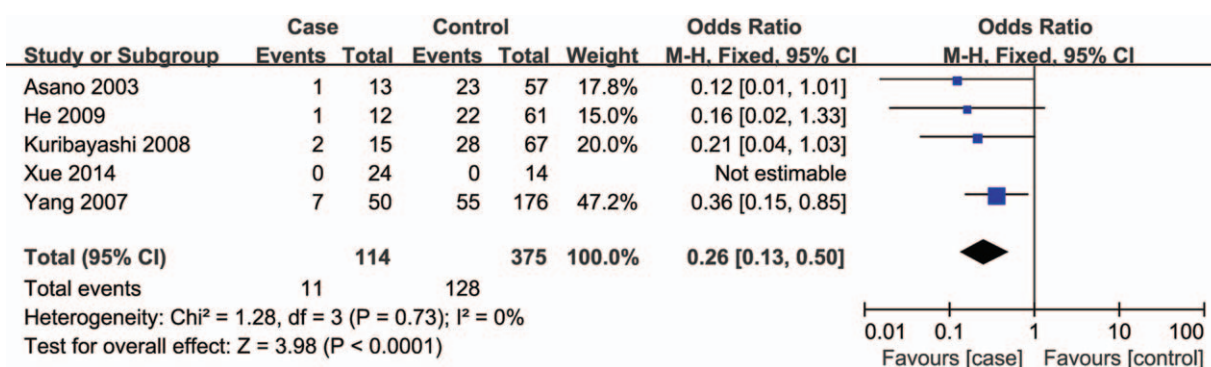 Case Control Odds Ratio Odds Ratio
Study or Subgroup Events Total Events Total Weight M-H, Fixed, 95% CI M-H, Fixed, 95% CI
Asano 2003 1 13 23 57 17.8% 0.12 [0.01, 1.01]
He 2009 1 12 22 61 15.0% 0.16 [0.02, 1.33]
Kuribayashi 2008 2 15 28 67 20.0% 0.21 [0.04, 1.03]
Xue 2014 0 24 0 14 Not estimable
Yang 2007 7 50 55 176 47.2% 0.36 [0.15, 0.85]
Total (95% CI) 114 375 100.0% 0.26 [0.13, 0.50]
Total events 11 128
Heterogeneity: Chi² = 1.28, df = 3 (P = 0.73); I² = 0%
Test for overall effect: Z = 3.98 (P < 0.0001)
0.01 0.1 1 10 100
Favours [case] Favours [control]